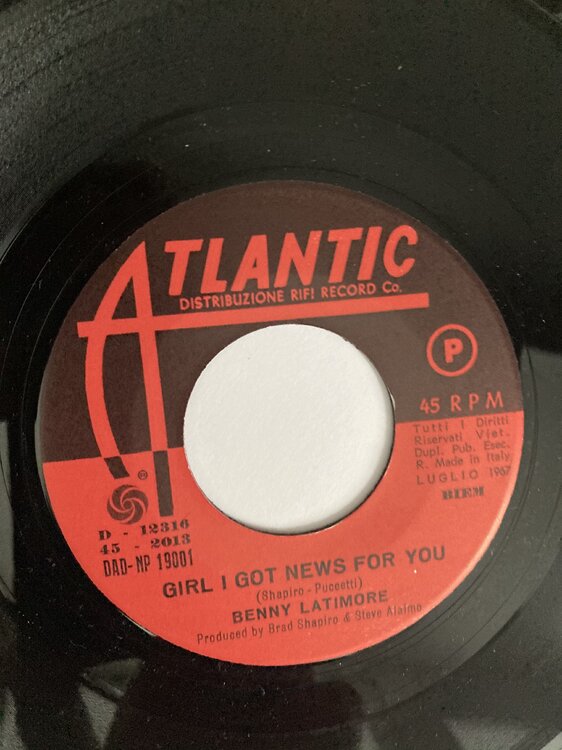 ATLANTIC
DISTRIBUZIONE RIFI RECORD Co.
P
45 RPM
Tutti I Diritti
Riservati Viet.
Dupl. Pub. Esec.
R. Made in Italy
LUGLIO 1967
BIEM
®
D - 12316
45 - 2013
DAD-NP 19001
GIRL I GOT NEWS FOR YOU
(Shapiro - Puccetti)
BENNY LATIMORE
Produced by Brad Shapiro & Steve Alaimo